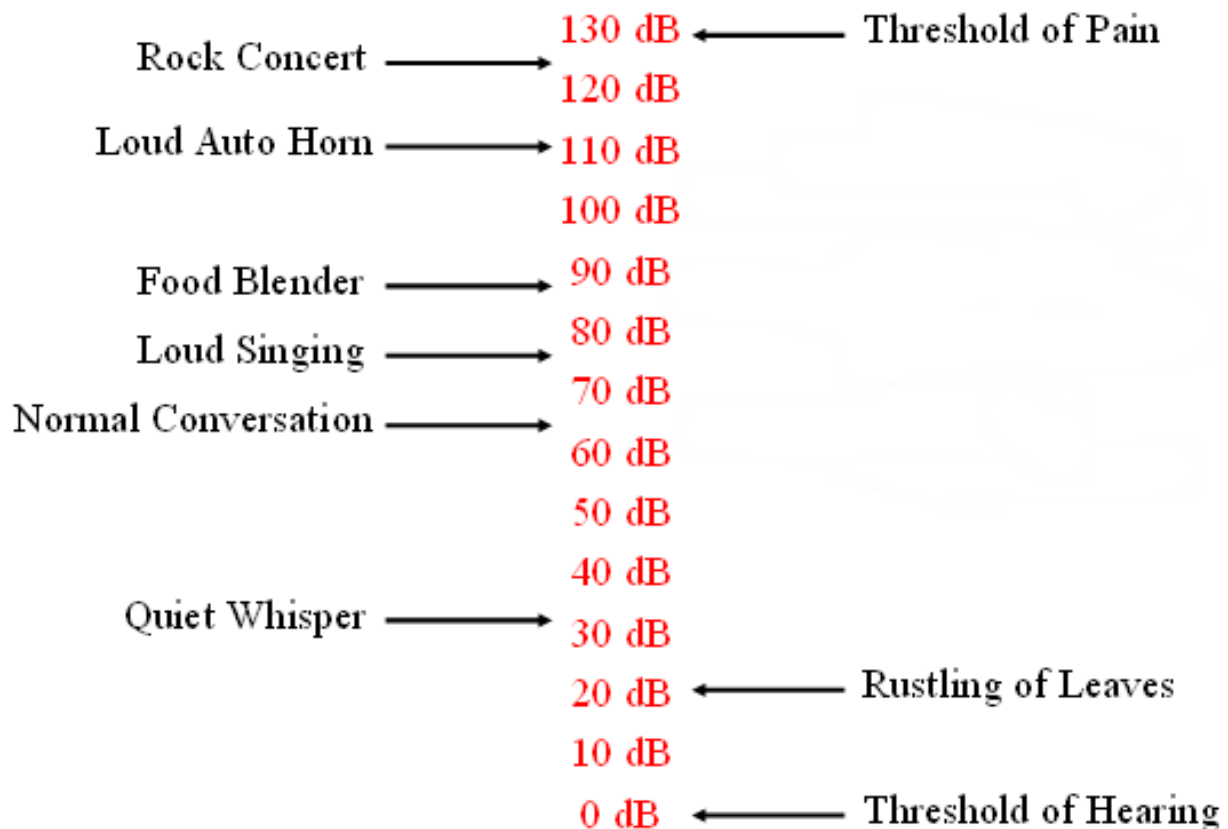 130 dB Threshold of Pain
Rock Concert
120 dB
Loud Auto Horn 110 dB
100 dB
Food Blender 90 dB
80 dB
Loud Singing
70 dB
Normal Conversation
60 dB
50 dB
40 dB
Quiet Whisper 30 dB
20 dB Rustling of Leaves
10 dB
0 dB Threshold of Hearing